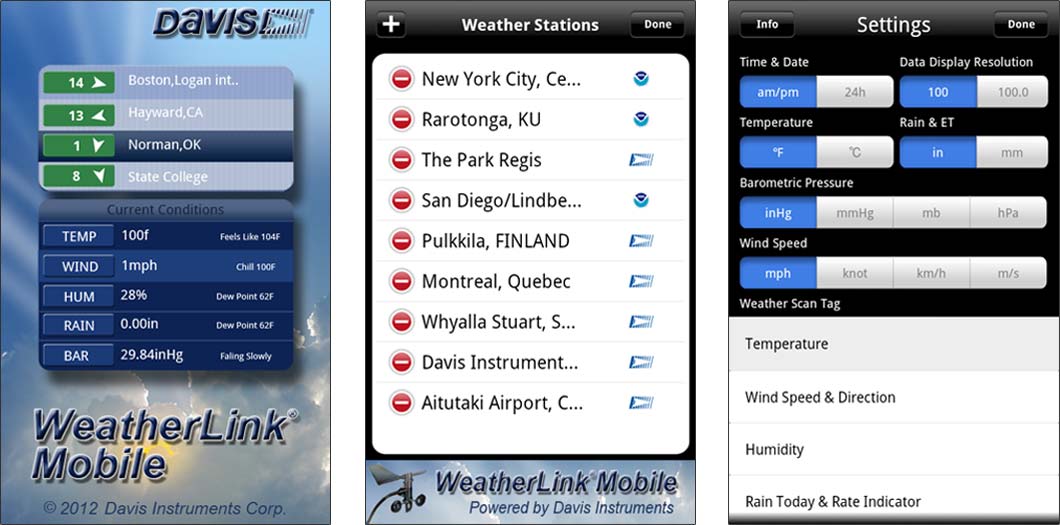 DAVIS®
14 Boston,Logan int..
13 Hayward,CA
1 Norman,OK
8 State College
Current Conditions
TEMP 100f Feels Like 104F
WIND 1mph Chill 100F
HUM 28% Dew Point 62F
RAIN 0.00in Dew Point 62F
BAR 29.84inHg Faling Slowly
WeatherLink®
Mobile
© 2012 Davis Instruments Corp.
Weather Stations Done
New York City, Ce...
Rarotonga, KU
The Park Regis
San Diego/Lindbe...
Pulkkila, FINLAND
Montreal, Quebec
Whyalla Stuart, S...
Davis Instrument...
Aitutaki Airport, C...
WeatherLink® Mobile
Powered by Davis Instruments
Info Settings Done
Time & Date Data Display Resolution
am/pm 24h 100 100.0
Temperature Rain & ET
°F °C in mm
Barometric Pressure
inHg mmHg mb hPa
Wind Speed
mph knot km/h m/s
Weather Scan Tag
Temperature
Wind Speed & Direction
Humidity
Rain Today & Rate Indicator